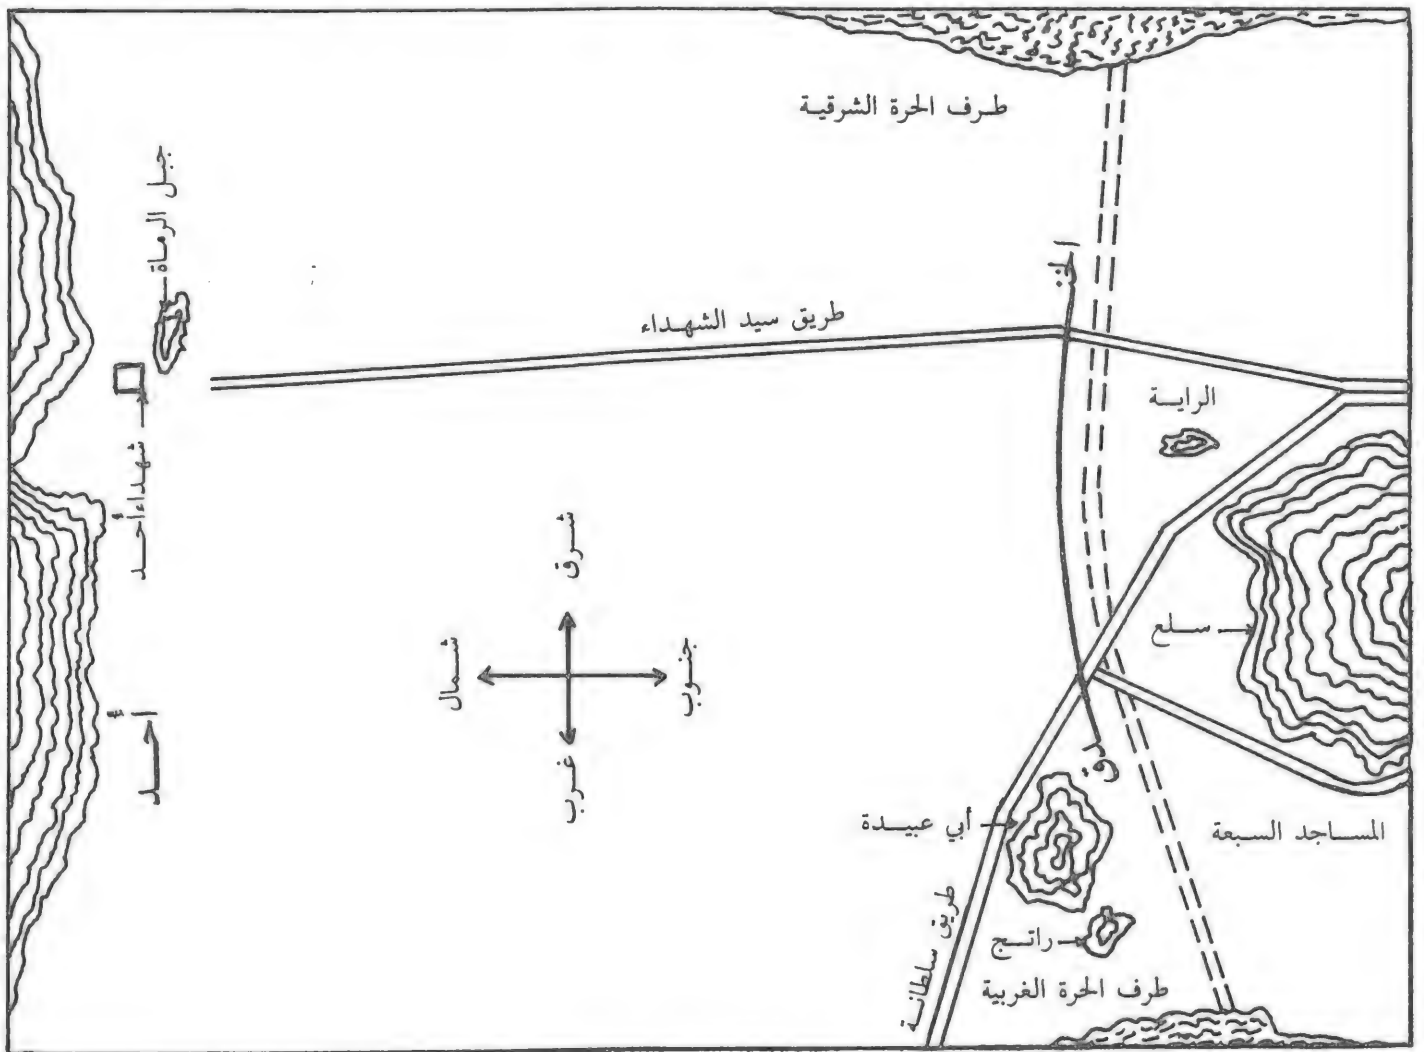 طرف الحرة الشرقية
جبل الرماة
طريق سيد الشهداء
الراية
شهداء أحد
شرق
شمال
جنوب
غرب
سلع
أحد
أبي عبيدة
المساجد السبعة
راتج
طريق سلطانة
طرف الحرة الغربية